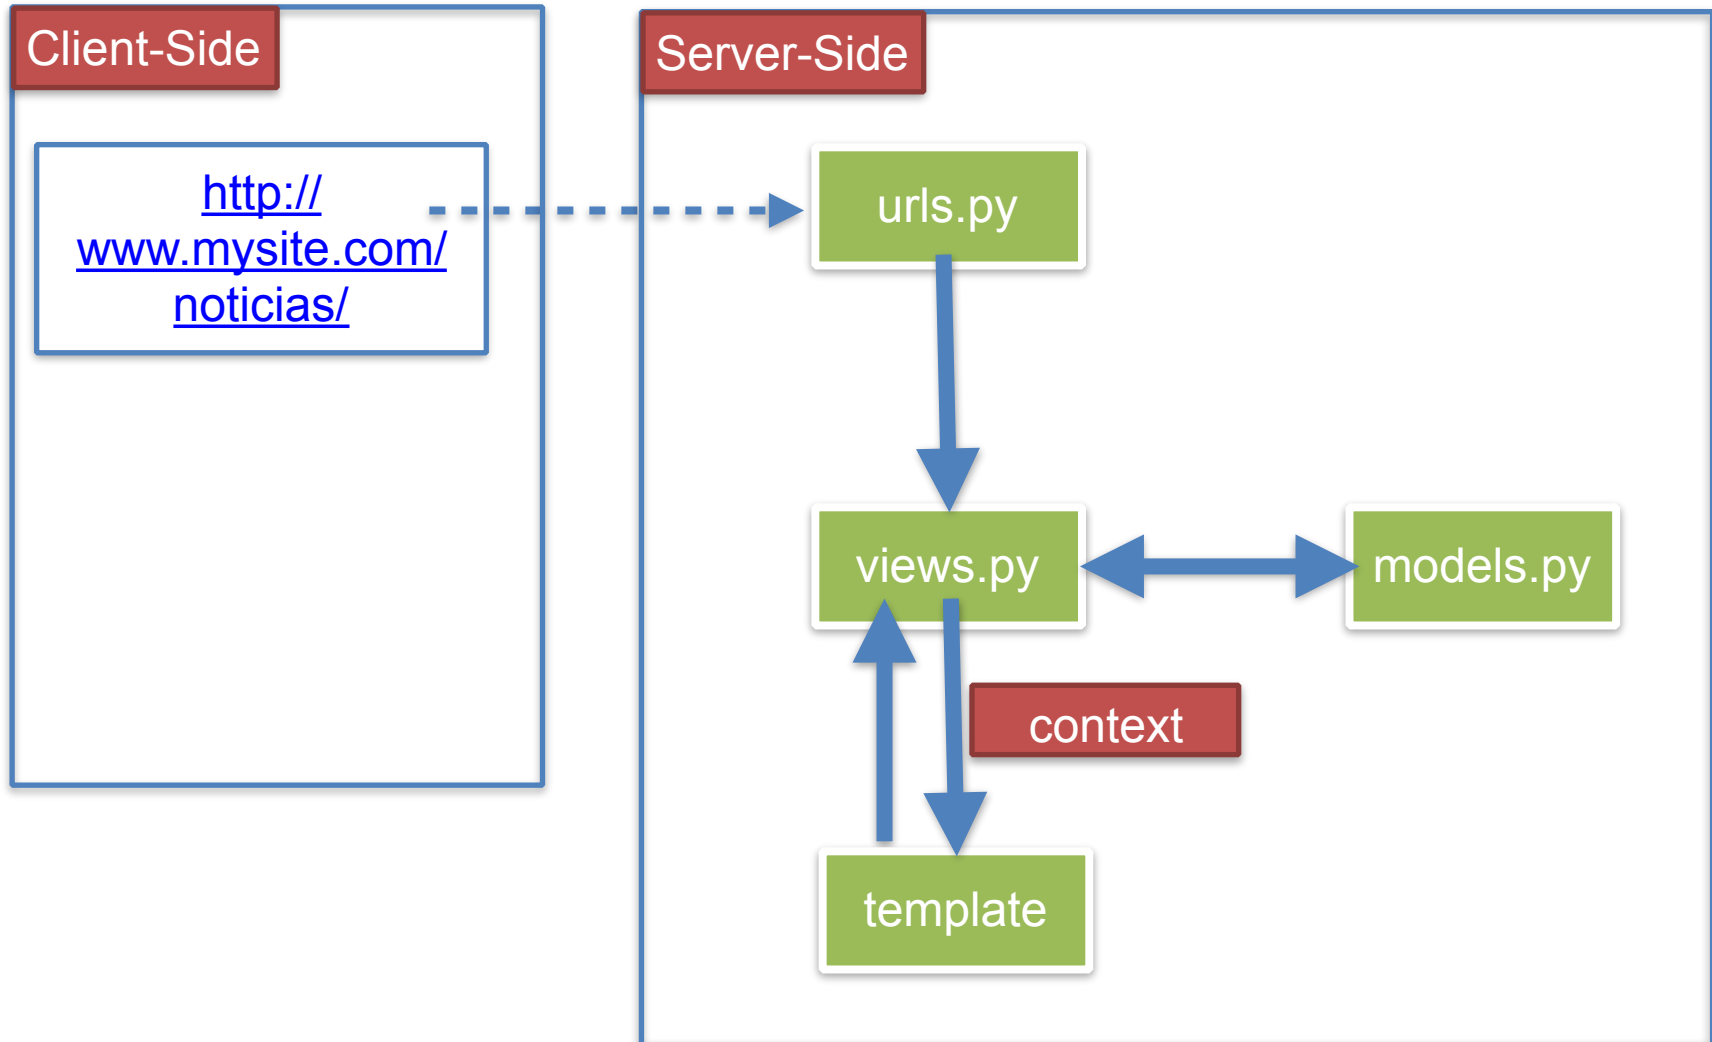 Client-Side
Server-Side
http://
www.mysite.com/
noticias/
urls.py
views.py
models.py
context
template